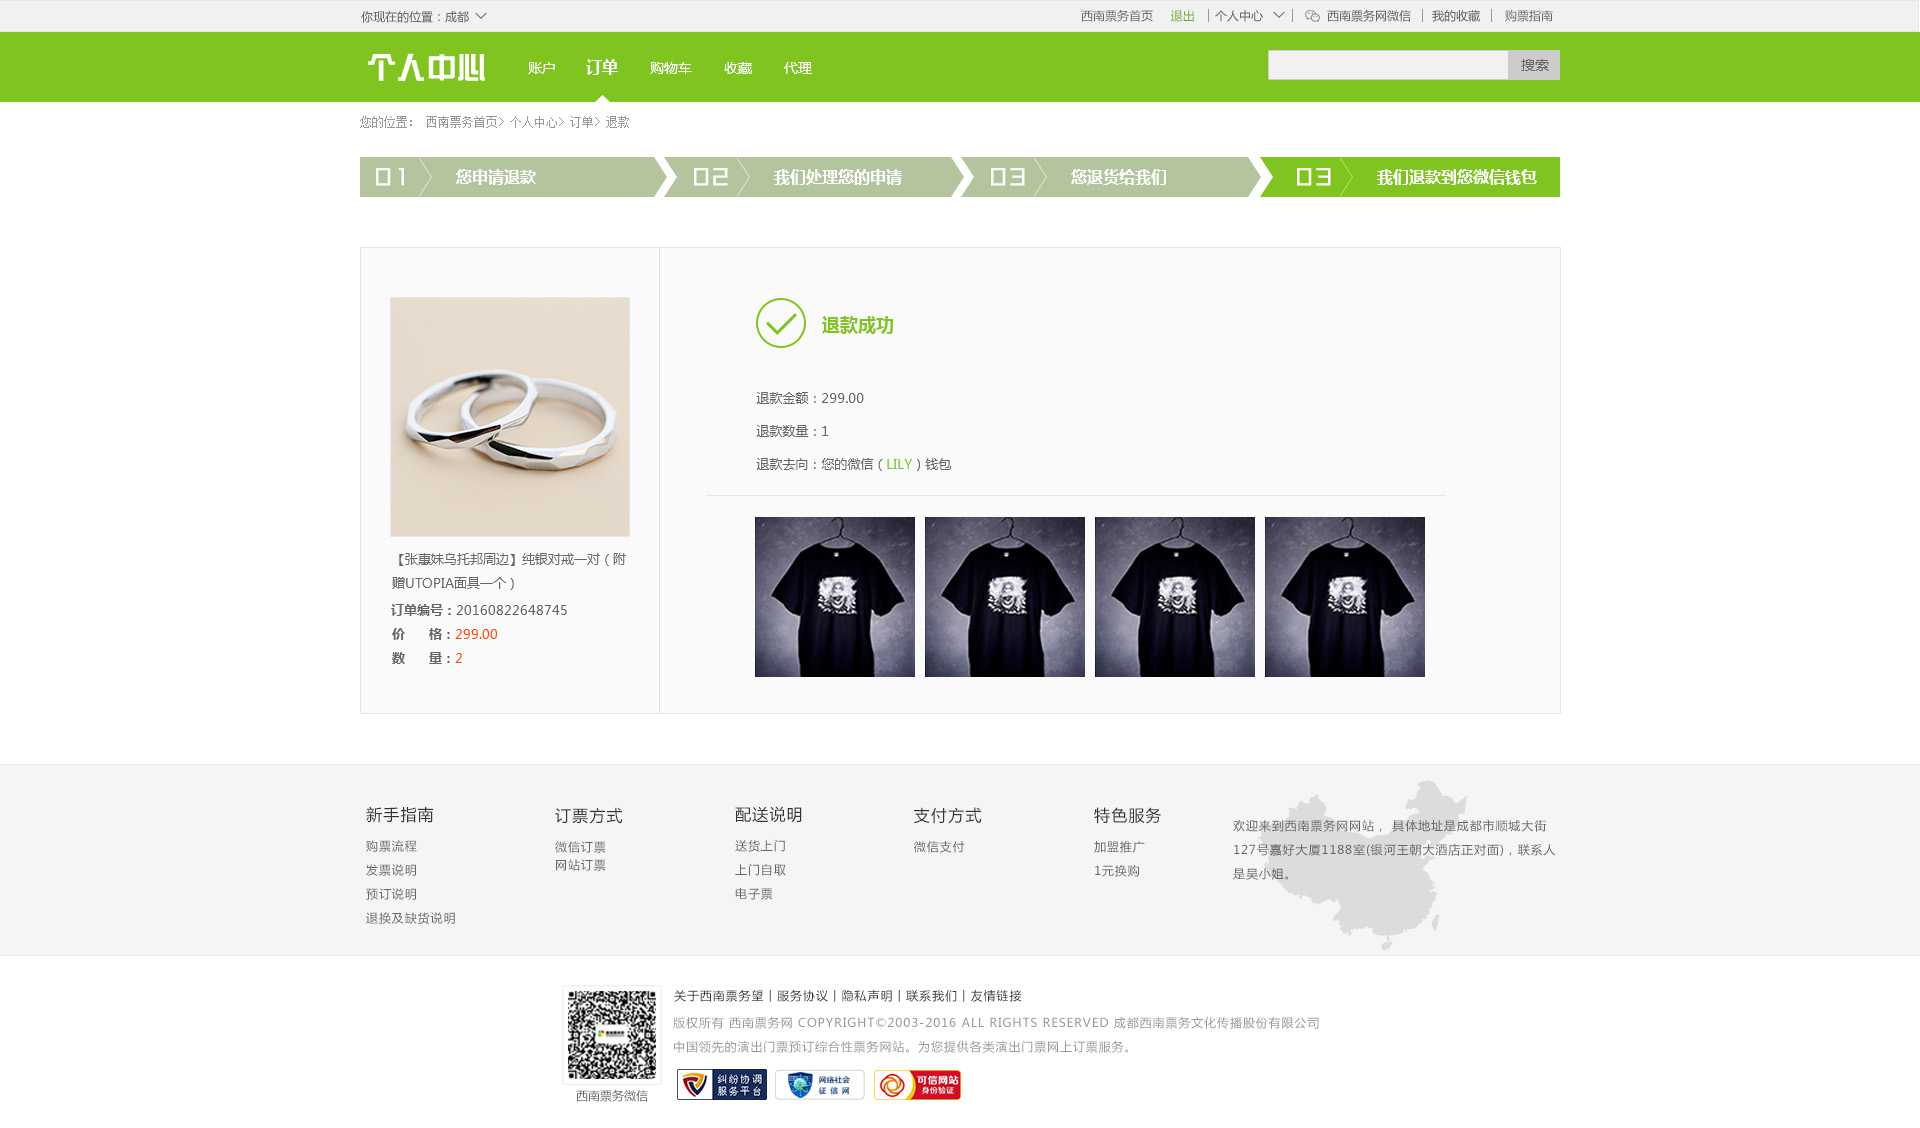 你现在的位置：成都
西南票务首页 退出 个人中心 西南票务网微信 我的收藏 购票指南
个人中心 账户 订单 购物车 收藏 代理 搜索
您的位置： 西南票务首页> 个人中心> 订单> 退款
01 您申请退款 02 我们处理您的申请 03 您退货给我们 03 我们退款到您微信钱包
退款成功
退款金额：299.00
退款数量：1
退款去向：您的微信（LILY）钱包
【张惠妹乌托邦周边】纯银对戒一对（附
赠UTOPIA面具一个）
订单编号：20160822648745
价 格：299.00
数 量：2
新手指南
购票流程
发票说明
预订说明
退换及缺货说明
订票方式
微信订票
网站订票
配送说明
送货上门
上门自取
电子票
支付方式
微信支付
特色服务
加盟推广
1元换购
欢迎来到西南票务网网站， 具体地址是成都市顺城大街
127号嘉好大厦1188室(银河王朝大酒店正对面)，联系人
是吴小姐。
关于西南票务望 | 服务协议 | 隐私声明 | 联系我们 | 友情链接
版权所有 西南票务网 COPYRIGHT©2003-2016 ALL RIGHTS RESERVED 成都西南票务文化传播股份有限公司
中国领先的演出门票预订综合性票务网站。为您提供各类演出门票网上订票服务。
纠纷协调
服务平台
网络社会
征信网
可信网站
身份验证
西南票务微信